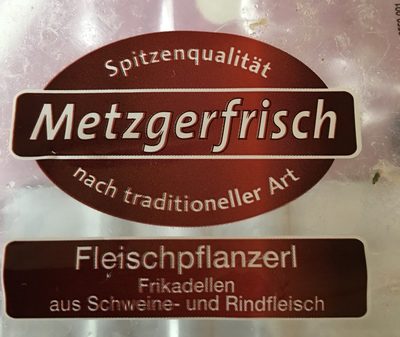 Spitzenqualität
Metzgerfrisch
nach traditioneller Art
Fleischpflanzerl
Frikadellen
aus Schweine- und Rindfleisch